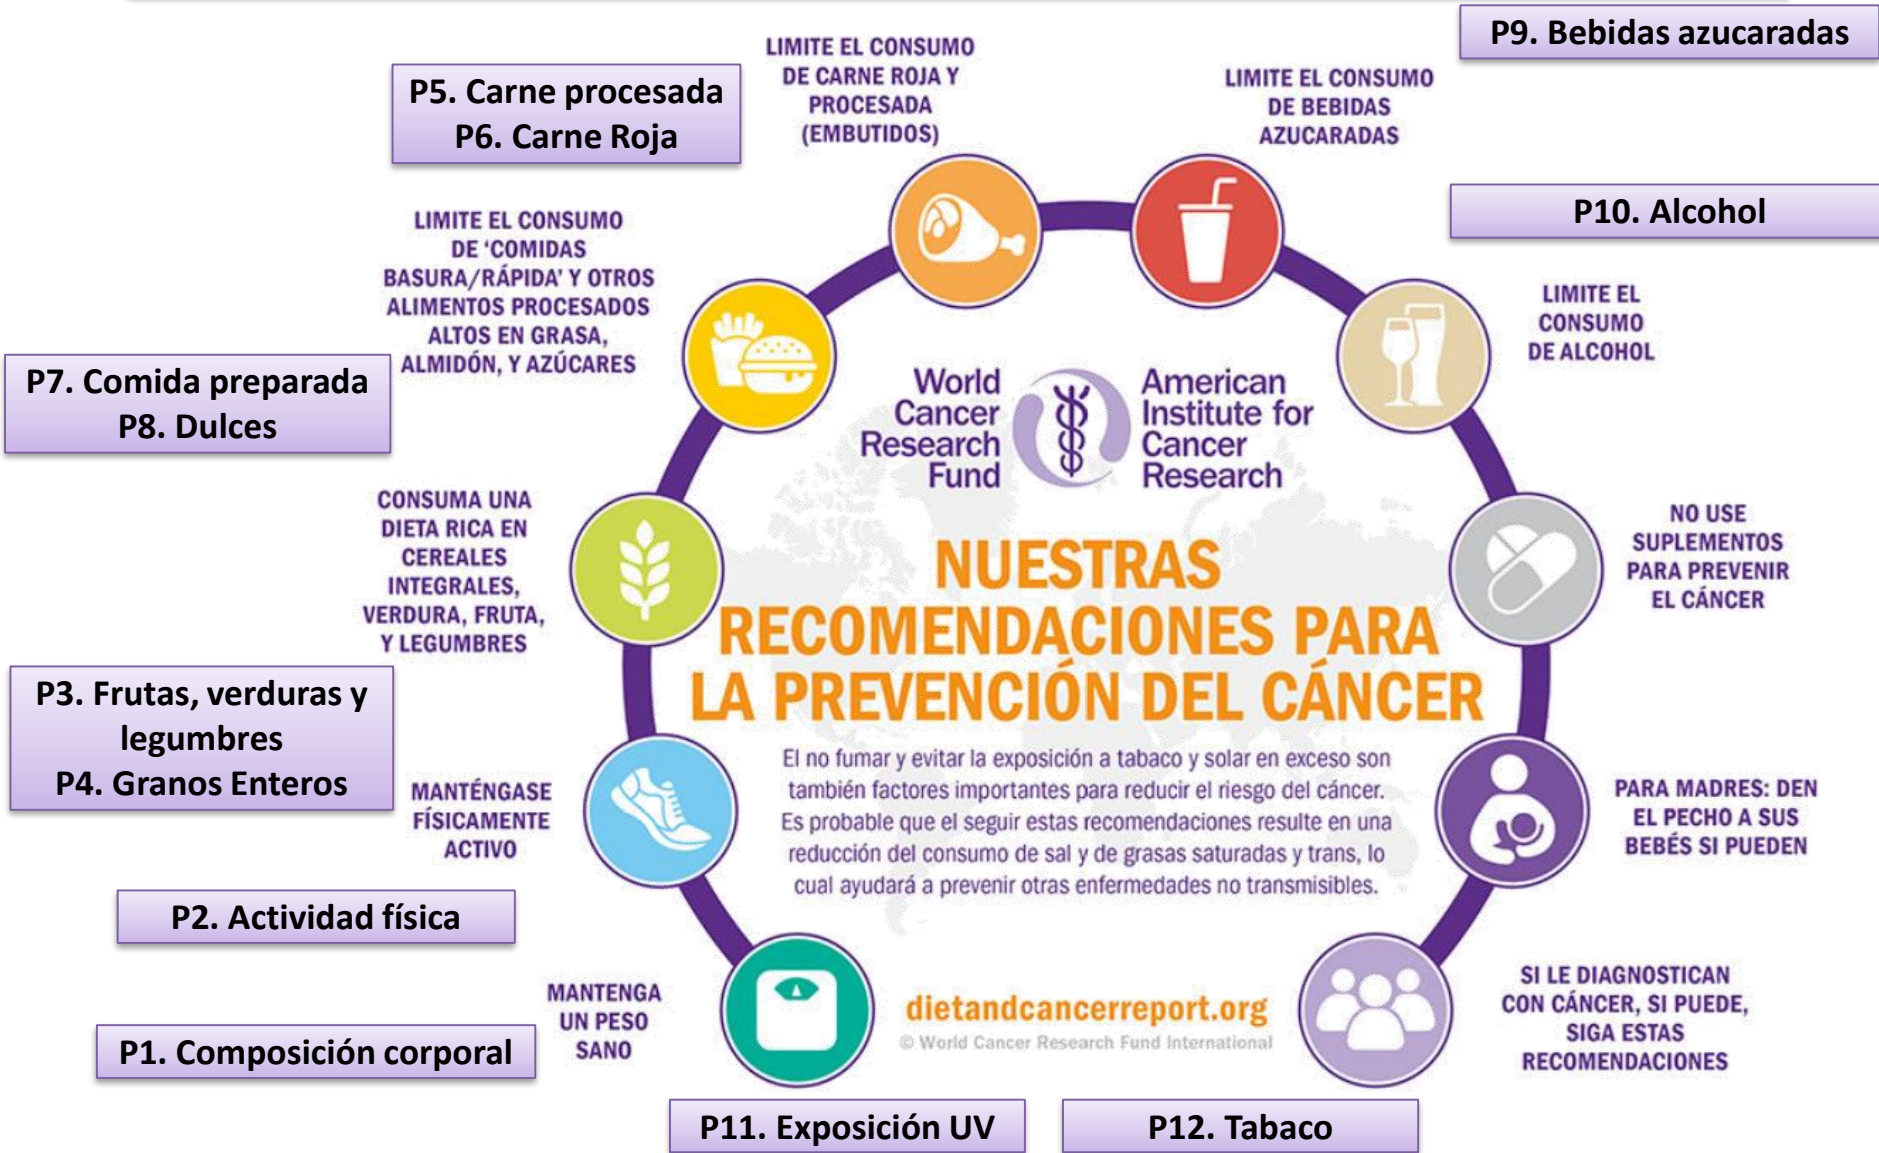 P9. Bebidas azucaradas
LIMITE EL CONSUMO
DE CARNE ROJA Y
PROCESADA
(EMBUTIDOS)
P5. Carne procesada
P6. Carne Roja
LIMITE EL CONSUMO
DE BEBIDAS
AZUCARADAS
P10. Alcohol
LIMITE EL CONSUMO
DE 'COMIDAS
BASURA/RÁPIDA' Y OTROS
ALIMENTOS PROCESADOS
ALTOS EN GRASA,
ALMIDÓN, Y AZÚCARES
LIMITE EL
CONSUMO
DE ALCOHOL
P7. Comida preparada
P8. Dulces
World
Cancer
Research
Fund
American
Institute for
Cancer
Research
CONSUMA UNA
DIETA RICA EN
CEREALES
INTEGRALES,
VERDURA, FRUTA,
Y LEGUMBRES
NO USE
SUPLEMENTOS
PARA PREVENIR
EL CÁNCER
NUESTRAS
RECOMENDACIONES PARA
LA PREVENCIÓN DEL CÁNCER
P3. Frutas, verduras y
legumbres
P4. Granos Enteros
El no fumar y evitar la exposición a tabaco y solar en exceso son
también factores importantes para reducir el riesgo del cáncer.
Es probable que el seguir estas recomendaciones resulte en una
reducción del consumo de sal y de grasas saturadas y trans, lo
cual ayudará a prevenir otras enfermedades no transmisibles.
MANTÉNGASE
FÍSICAMENTE
ACTIVO
PARA MADRES: DEN
EL PECHO A SUS
BEBÉS SI PUEDEN
P2. Actividad física
MANTENGA
UN PESO
SANO
dietandcancerreport.org
© World Cancer Research Fund International
SI LE DIAGNOSTICAN
CON CÁNCER, SI PUEDE,
SIGA ESTAS
RECOMENDACIONES
P1. Composición corporal
P11. Exposición UV
P12. Tabaco